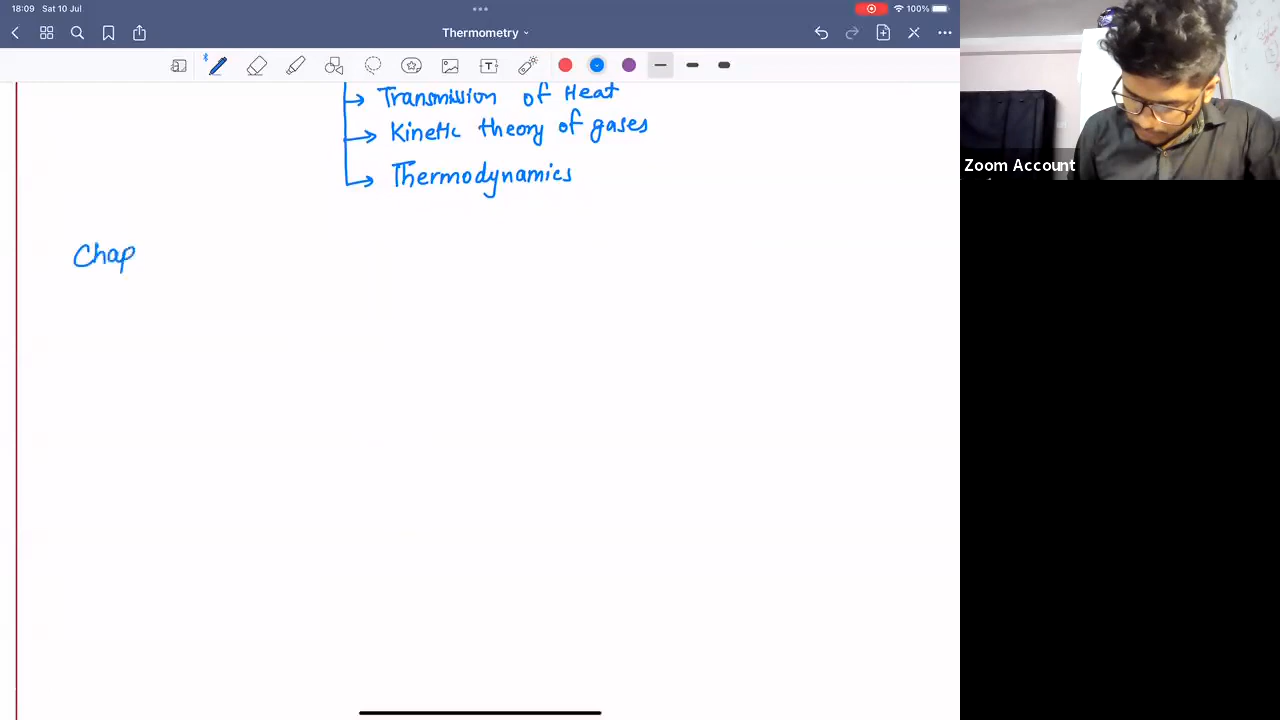 18:09 Sat 10 Jul
100%
Thermometry
T
Zoom Account
→ Transmission of Heat
→ Kinetic theory of gases
→ Thermodynamics
Chap